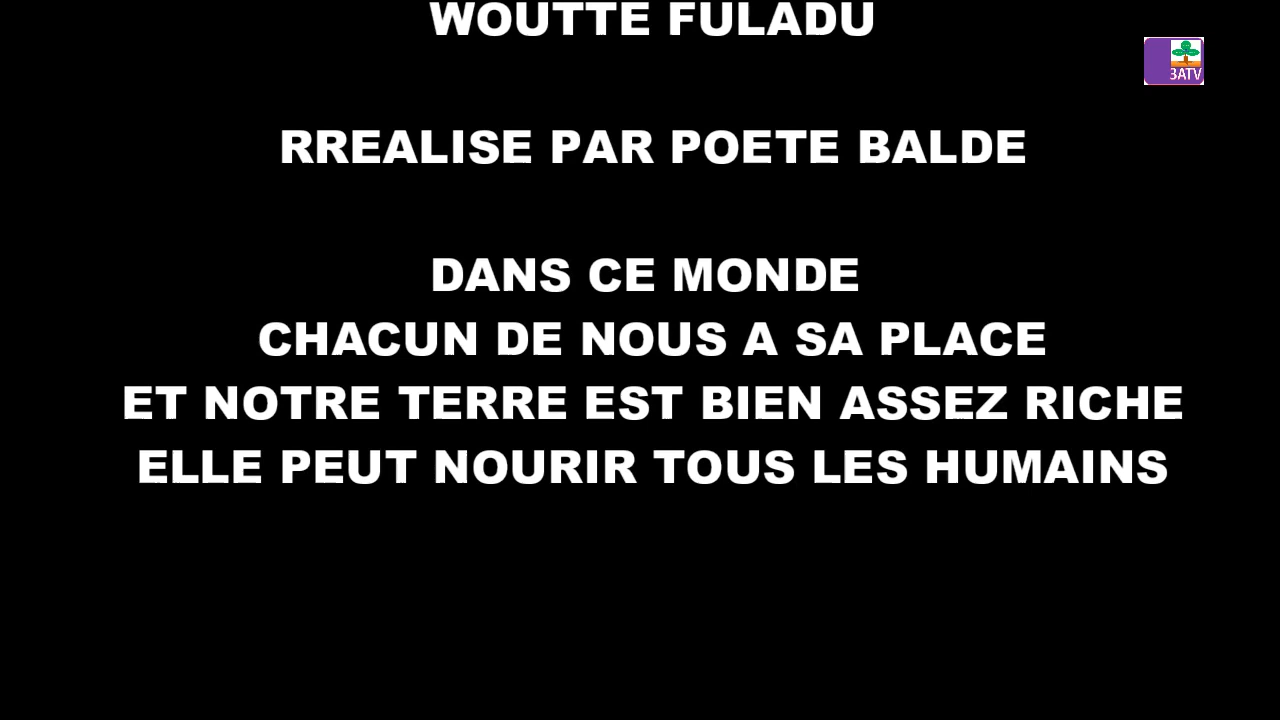 WOUTTE FULADU
3ATV
RREALISE PAR POETE BALDE
DANS CE MONDE
CHACUN DE NOUS A SA PLACE
ET NOTRE TERRE EST BIEN ASSEZ RICHE
ELLE PEUT NOURIR TOUS LES HUMAINS